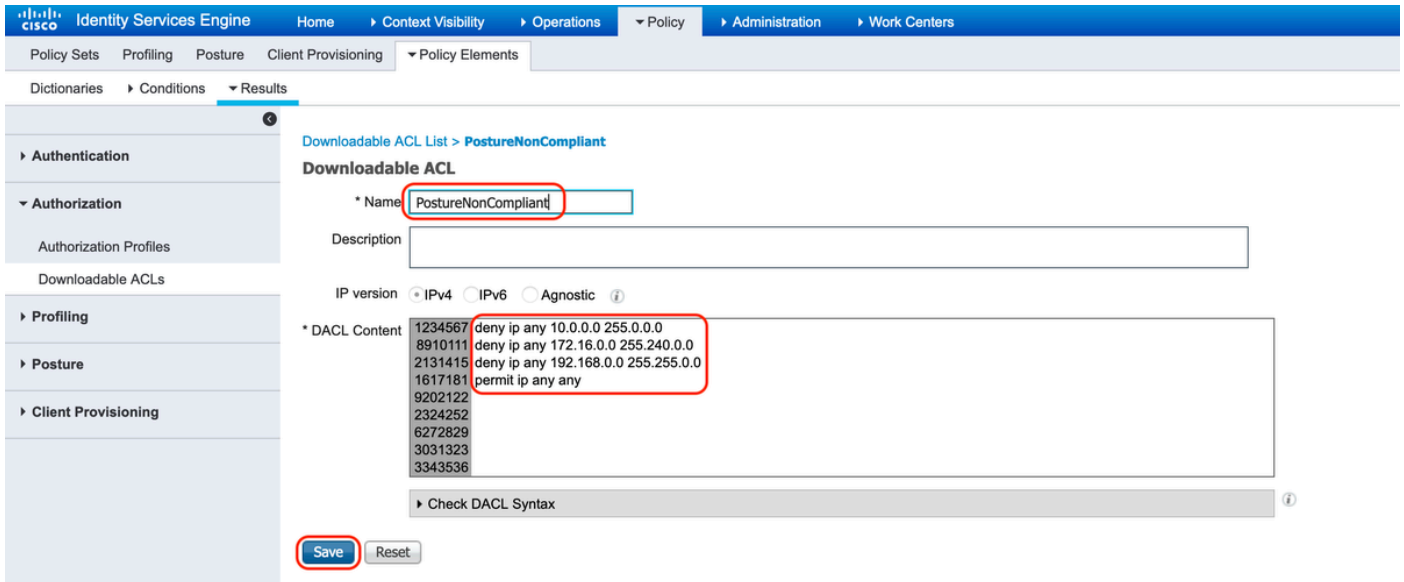 cisco Identity Services Engine Home Context Visibility Operations Policy Administration Work Centers
Policy Sets Profiling Posture Client Provisioning Policy Elements
Dictionaries Conditions Results
Downloadable ACL List > PostureNonCompliant
Authentication
Downloadable ACL
* Name PostureNonCompliant
Authorization
Description
Authorization Profiles
Downloadable ACLs
IP version IPv4 IPv6 Agnostic i
Profiling
* DACL Content 1234567 deny ip any 10.0.0.0 255.0.0.0
8910111 deny ip any 172.16.0.0 255.240.0.0
Posture
2131415 deny ip any 192.168.0.0 255.255.0.0
1617181 permit ip any any
9202122
Client Provisioning
2324252
6272829
3031323
3343536
Check DACL Syntax i
Save Reset